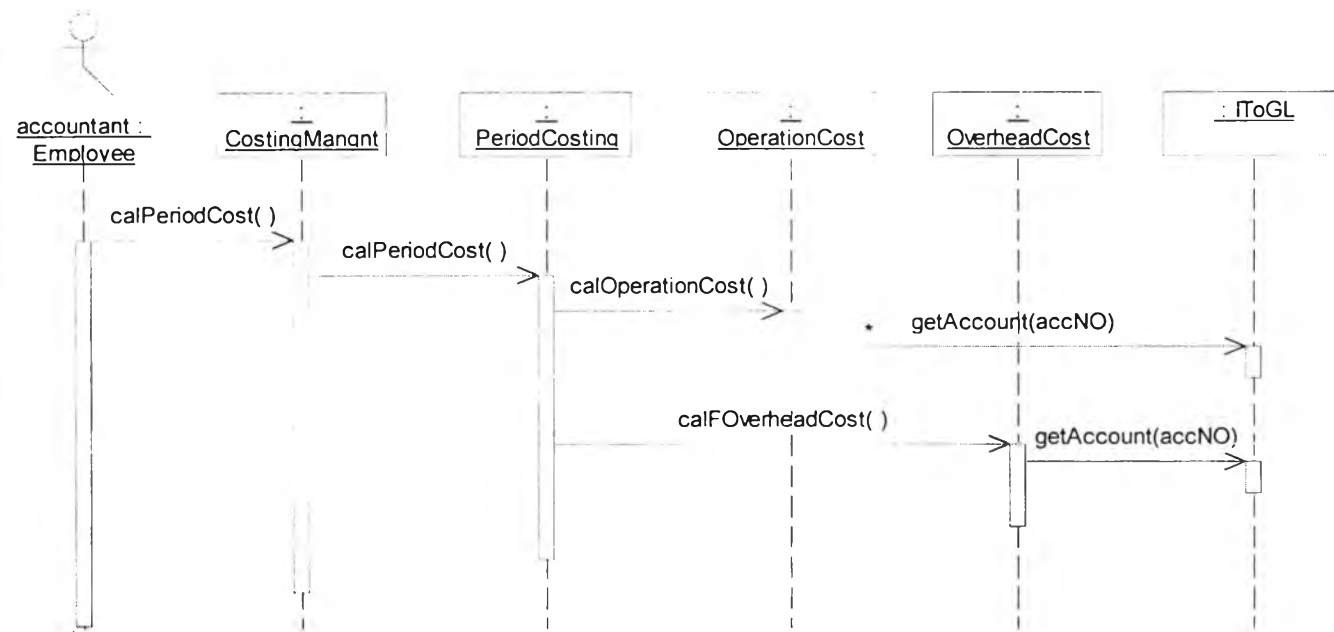 accountant :
Employee
:
CostingMangnt
:
PeriodCosting
:
OperationCost
:
OverheadCost
: IToGL
calPeriodCost( )
calPeriodCost( )
calOperationCost( )
* getAccount(accNO)
calFOverheadCost( )
getAccount(accNO)